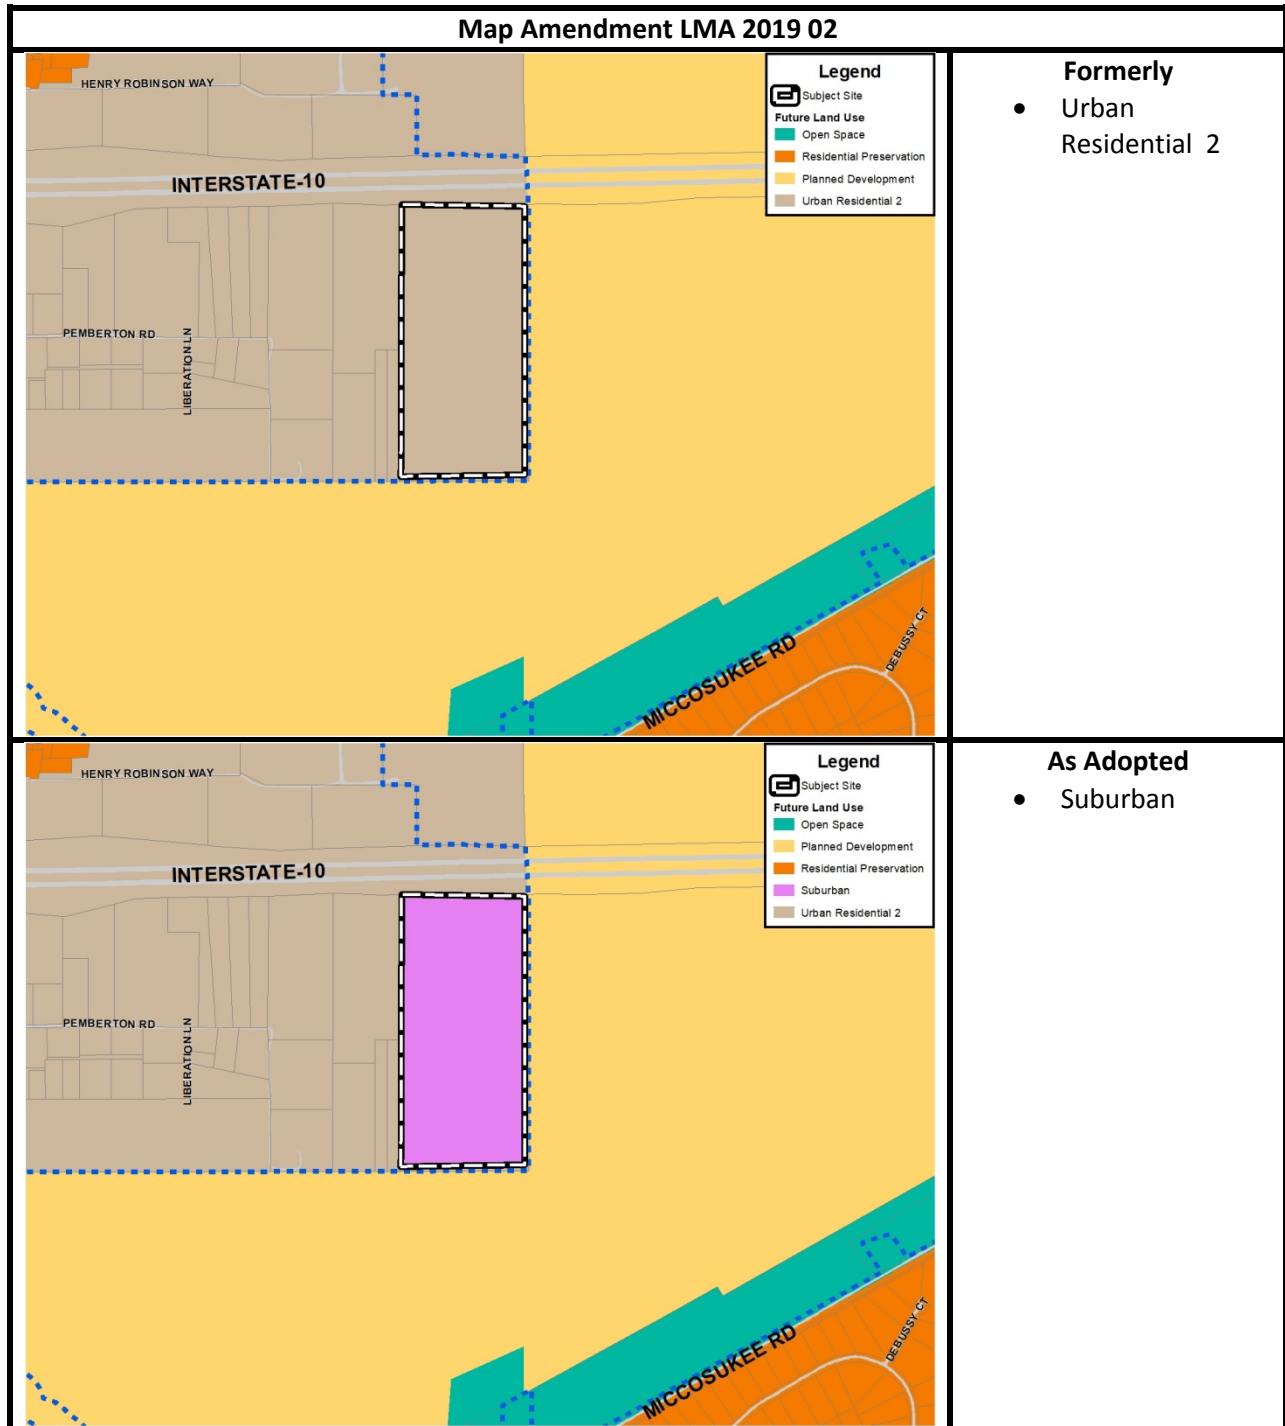 Map Amendment LMA 2019 02
HENRY ROBINSON WAY
INTERSTATE-10
PEMBERTON RD
LIBERATION LN
MICCOSUKEE RD
DEBUSSY CT
Legend
Subject Site
Future Land Use
Open Space
Residential Preservation
Planned Development
Urban Residential 2
Formerly
• Urban
Residential 2
HENRY ROBINSON WAY
INTERSTATE-10
PEMBERTON RD
LIBERATION LN
MICCOSUKEE RD
DEBUSSY CT
Legend
Subject Site
Future Land Use
Open Space
Planned Development
Residential Preservation
Suburban
Urban Residential 2
As Adopted
• Suburban